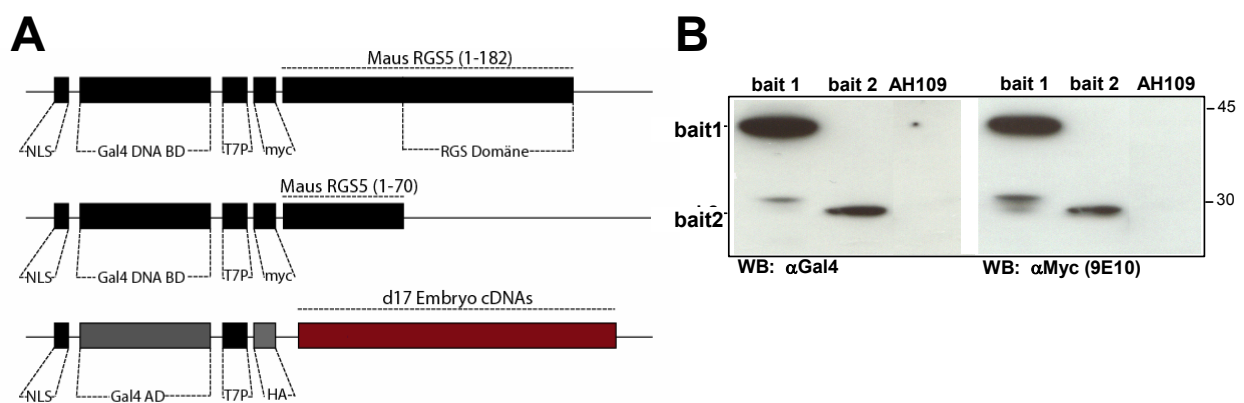 A
Maus RGS5 (1-182)
NLS Gal4 DNA BD T7P myc RGS Domäne
Maus RGS5 (1-70)
NLS Gal4 DNA BD T7P myc
d17 Embryo cDNAs
NLS Gal4 AD T7P HA
B
bait 1 bait 2 AH109 bait 1 bait 2 AH109
bait1 45
bait2 30
WB: αGal4 WB: αMyc (9E10)